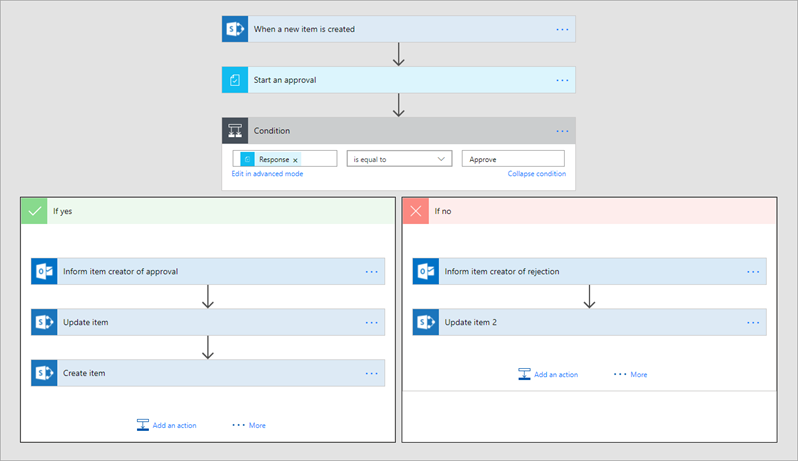 When a new item is created
Start an approval
Condition
Response x is equal to Approve
Edit in advanced mode Collapse condition
If yes
Inform item creator of approval
Update item
Create item
Add an action More
If no
Inform item creator of rejection
Update item 2
Add an action More